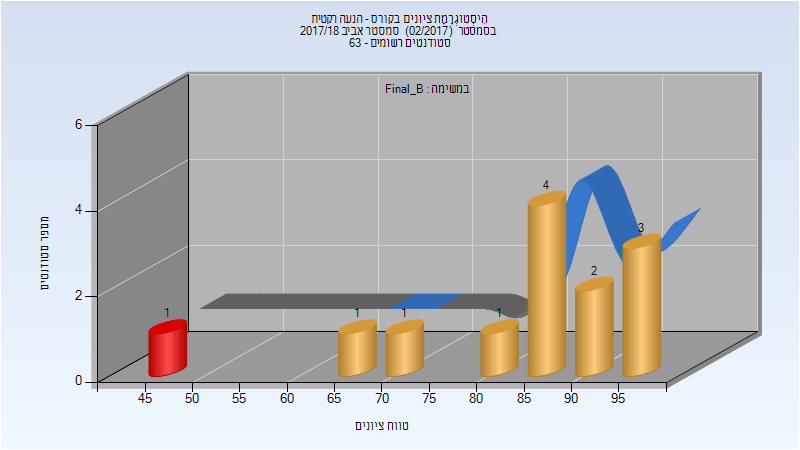 היסטוגרמת ציונים בקורס - הנעה רקטית
בסמסטר (02/2017) סמסטר אביב 2017/18
סטודנטים רשומים - 63
במשימה : Final_B
מספר סטודנטים
6
4
2
0
1
1
1
1
4
2
3
45 50 55 60 65 70 75 80 85 90 95
טווח ציונים